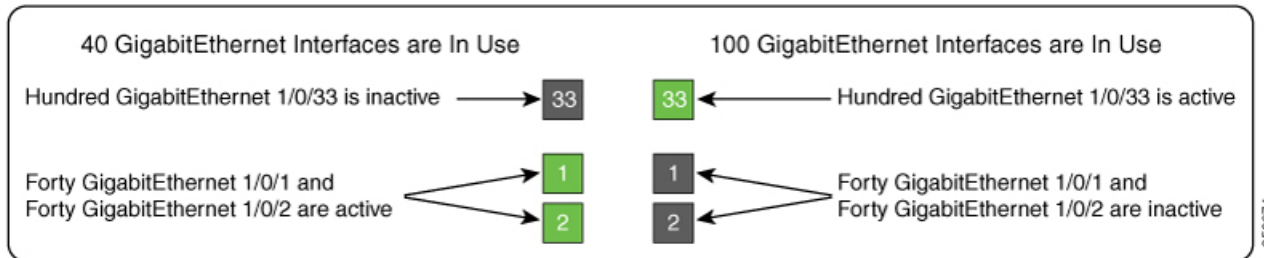 40 GigabitEthernet Interfaces are In Use
100 GigabitEthernet Interfaces are In Use
Hundred GigabitEthernet 1/0/33 is inactive
33
33
Hundred GigabitEthernet 1/0/33 is active
Forty GigabitEthernet 1/0/1 and
Forty GigabitEthernet 1/0/2 are active
1
2
1
2
Forty GigabitEthernet 1/0/1 and
Forty GigabitEthernet 1/0/2 are inactive